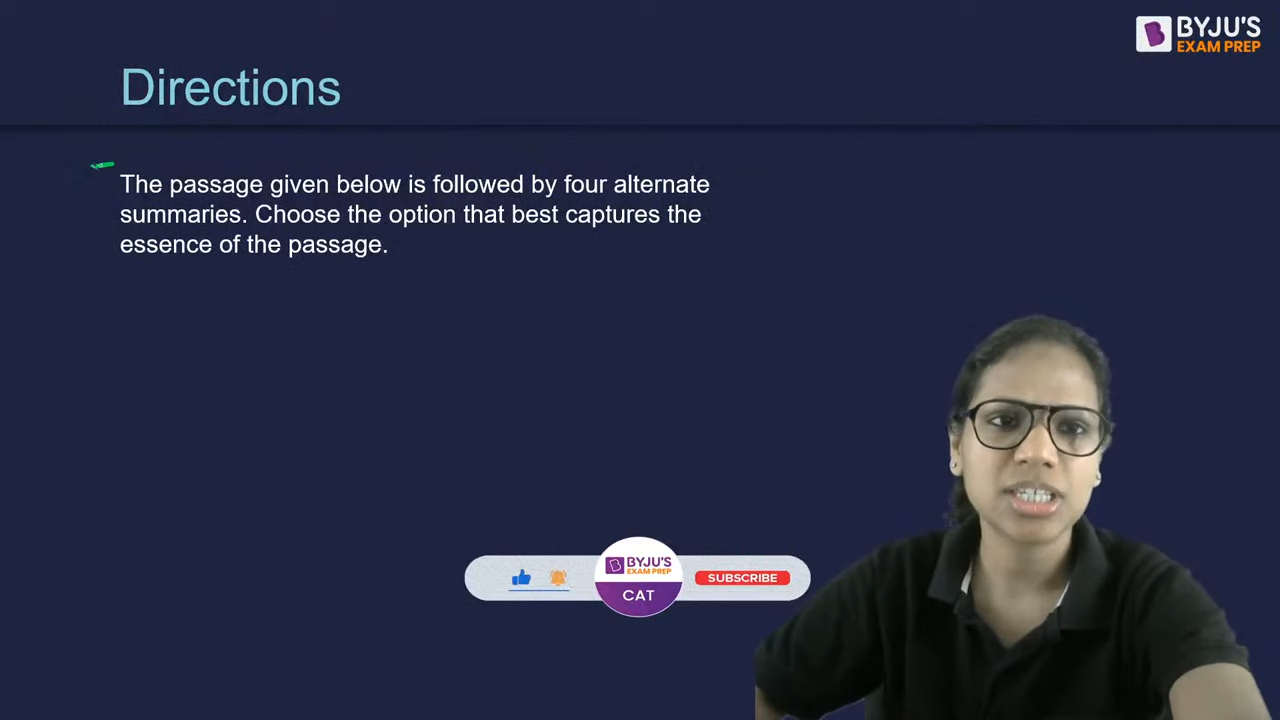 BYJU'S
EXAM PREP
Directions
The passage given below is followed by four alternate
summaries. Choose the option that best captures the
essence of the passage.
BYJU'S
EXAM PREP
CAT
SUBSCRIBE